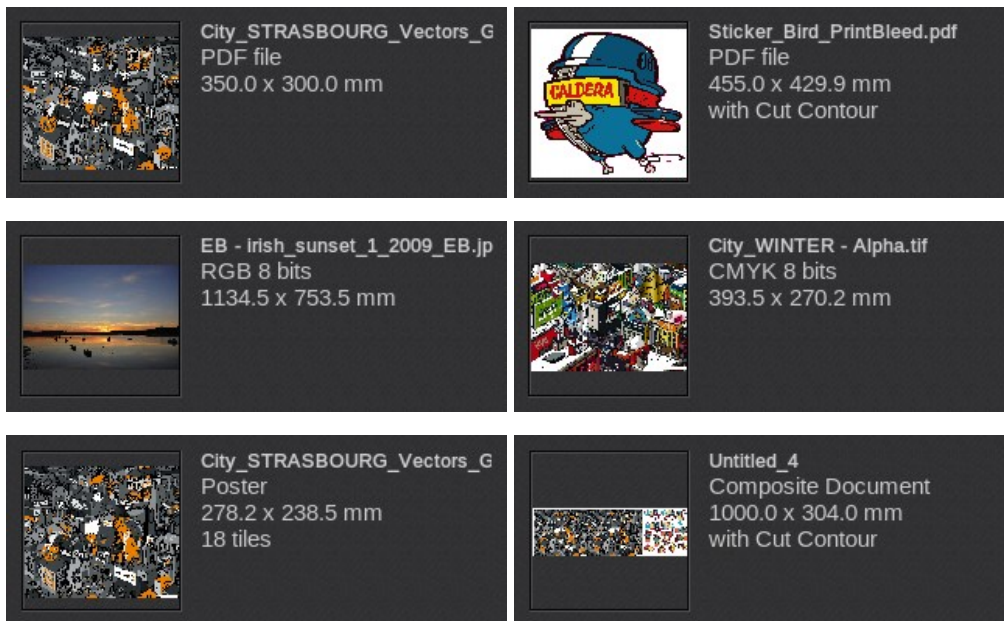 City_STRASBOURG_Vectors_G
PDF file
350.0 x 300.0 mm
Sticker_Bird_PrintBleed.pdf
PDF file
455.0 x 429.9 mm
with Cut Contour
CALDERA
EB - irish_sunset_1_2009_EB.jp
RGB 8 bits
1134.5 x 753.5 mm
City_WINTER - Alpha.tif
CMYK 8 bits
393.5 x 270.2 mm
City_STRASBOURG_Vectors_G
Poster
278.2 x 238.5 mm
18 tiles
Untitled_4
Composite Document
1000.0 x 304.0 mm
with Cut Contour